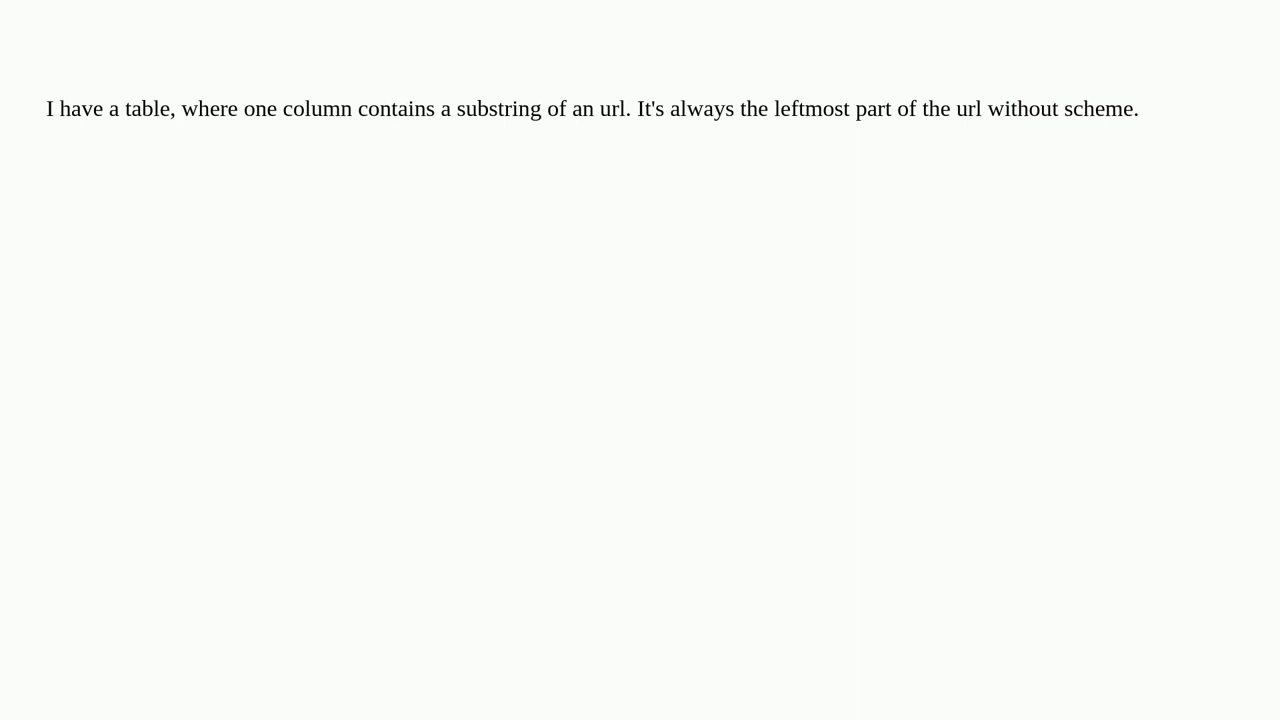 I have a table, where one column contains a substring of an url. It's always the leftmost part of the url without scheme.